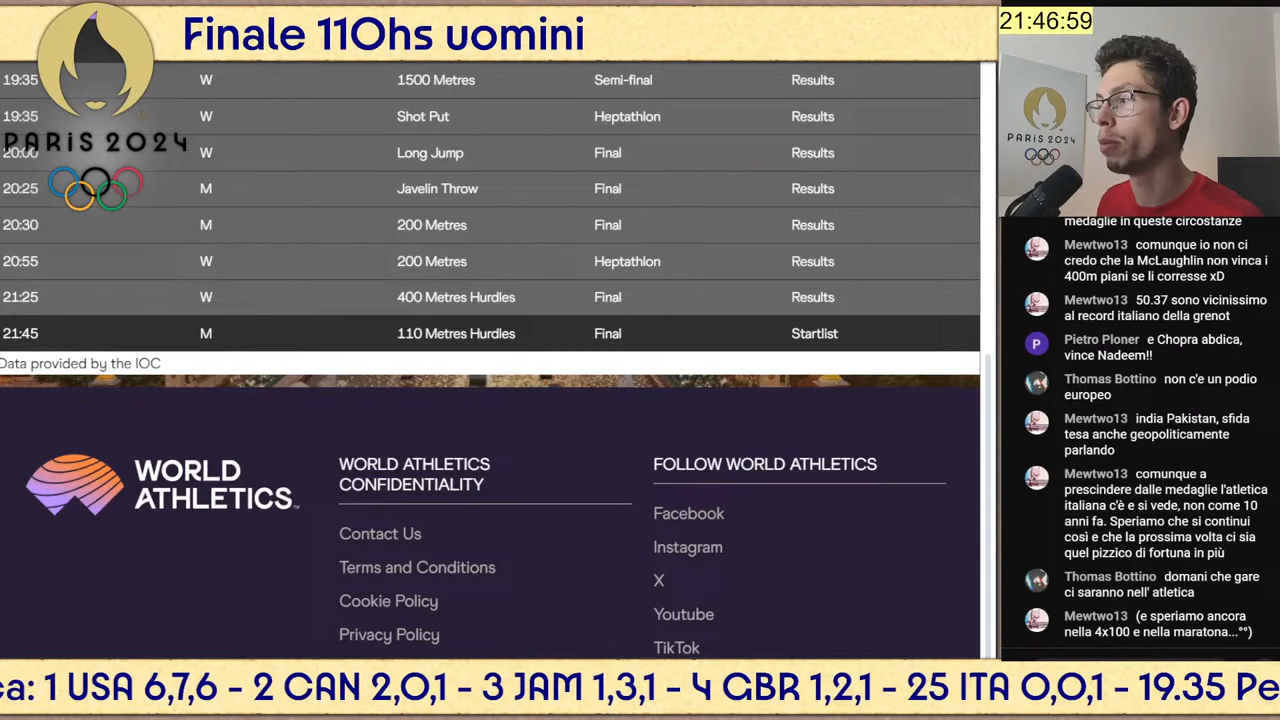 Finale 110hs uomini
21:46:59
PARIS 2024
19:35 W 1500 Metres Semi-final Results
19:35 W Shot Put Heptathlon Results
20:00 W Long Jump Final Results
20:25 M Javelin Throw Final Results
20:30 M 200 Metres Final Results
20:55 W 200 Metres Heptathlon Results
21:25 W 400 Metres Hurdles Final Results
21:45 M 110 Metres Hurdles Final Startlist
Data provided by the IOC
WORLD
ATHLETICS™
WORLD ATHLETICS
CONFIDENTIALITY
Contact Us
Terms and Conditions
Cookie Policy
Privacy Policy
FOLLOW WORLD ATHLETICS
Facebook
Instagram
X
Youtube
TikTok
PARIS 2024
medaglie in queste circostanze
Mewtwo13 comunque io non ci
credo che la McLaughlin non vinca i
400m piani se li corresse xD
Mewtwo13 50.37 sono vicinissimo
al record italiano della grenot
P Pietro Ploner e Chopra abdica,
vince Nadeem!!
Thomas Bottino non c'e un podio
europeo
Mewtwo13 india Pakistan, sfida
tesa anche geopoliticamente
parlando
Mewtwo13 comunque a
prescindere dalle medaglie l'atletica
italiana c'è e si vede, non come 10
anni fa. Speriamo che si continui
così e che la prossima volta ci sia
quel pizzico di fortuna in più
Thomas Bottino domani che gare
ci saranno nell' atletica
Mewtwo13 (e speriamo ancora
nella 4x100 e nella maratona...°°)
ca: 1 USA 6,7,6 - 2 CAN 2,0,1 - 3 JAM 1,3,1 - 4 GBR 1,2,1 - 25 ITA 0,0,1 - 19.35 Pe